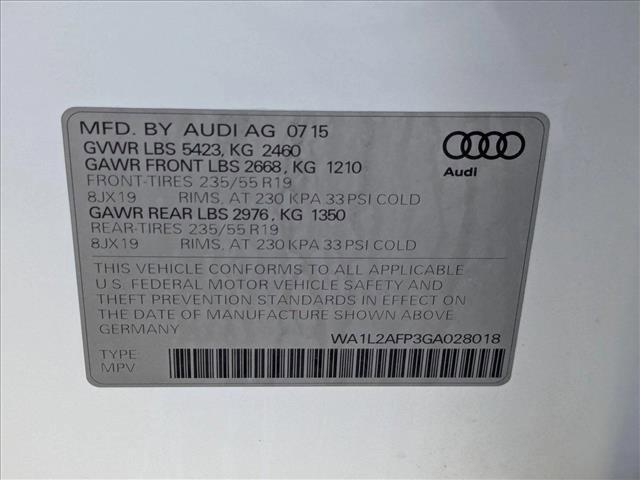 MFD. BY AUDI AG 07 15
GVWR LBS 5423, KG 2460
GAWR FRONT LBS 2668, KG 1210
FRONT-TIRES 235/55 R19
8JX19 RIMS, AT 230 KPA 33 PSI COLD
GAWR REAR LBS 2976, KG 1350
REAR-TIRES 235/55 R19
8JX19 RIMS, AT 230 KPA 33 PSI COLD
Audi
THIS VEHICLE CONFORMS TO ALL APPLICABLE
U.S. FEDERAL MOTOR VEHICLE SAFETY AND
THEFT PREVENTION STANDARDS IN EFFECT ON
THE DATE OF MANUFACTURE SHOWN ABOVE
GERMANY WA1L2AFP3GA028018
TYPE
MPV